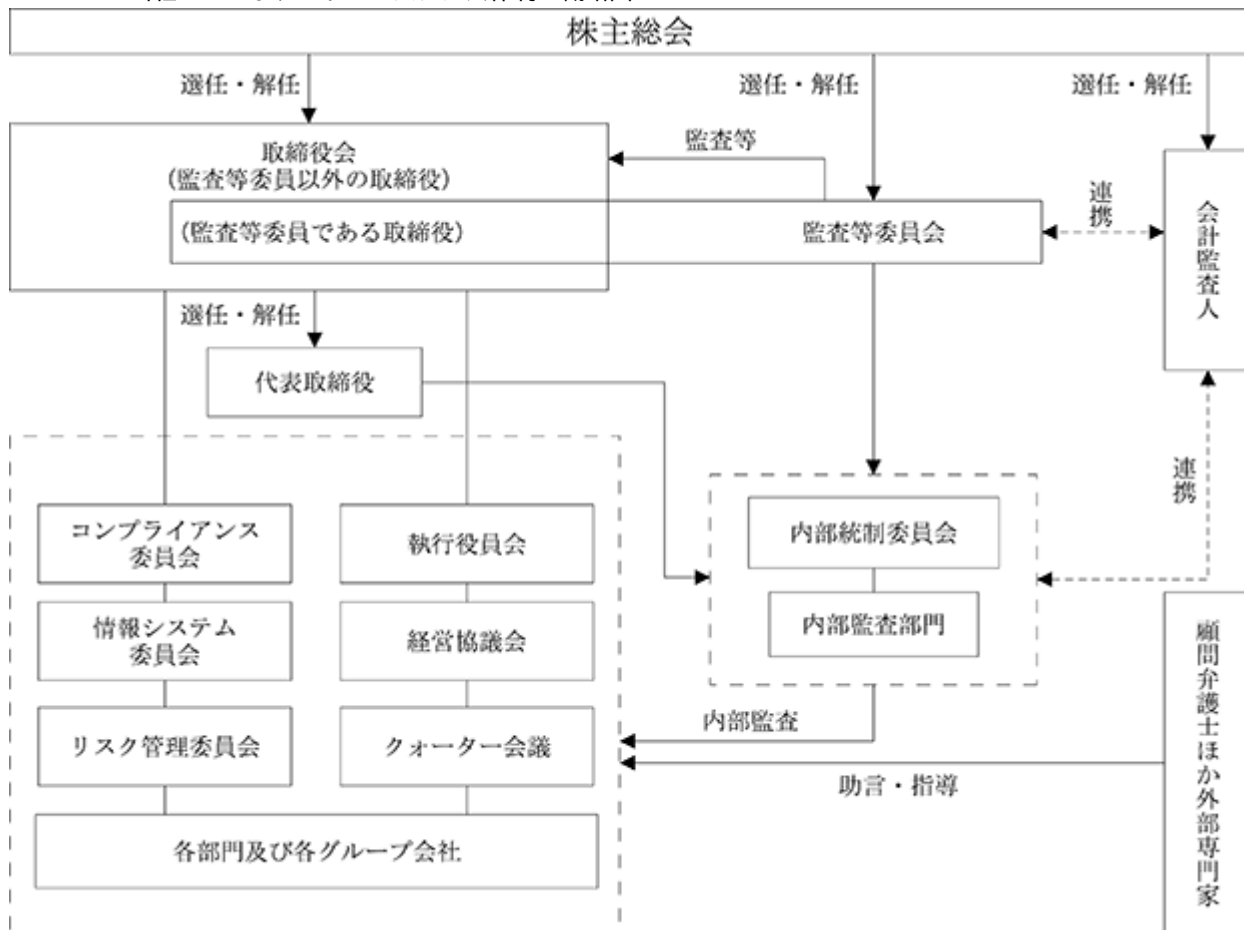 株主総会
選任・解任
選任・解任
選任・解任
取締役会
(監査等委員以外の取締役)
監査等
(監査等委員である取締役)
監査等委員会
連携
会計監査人
選任・解任
代表取締役
連携
コンプライアンス
委員会
執行役員会
内部統制委員会
情報システム
委員会
経営協議会
内部監査部門
リスク管理委員会
クォーター会議
内部監査
助言・指導
顧問弁護士ほか外部専門家
各部門及び各グループ会社